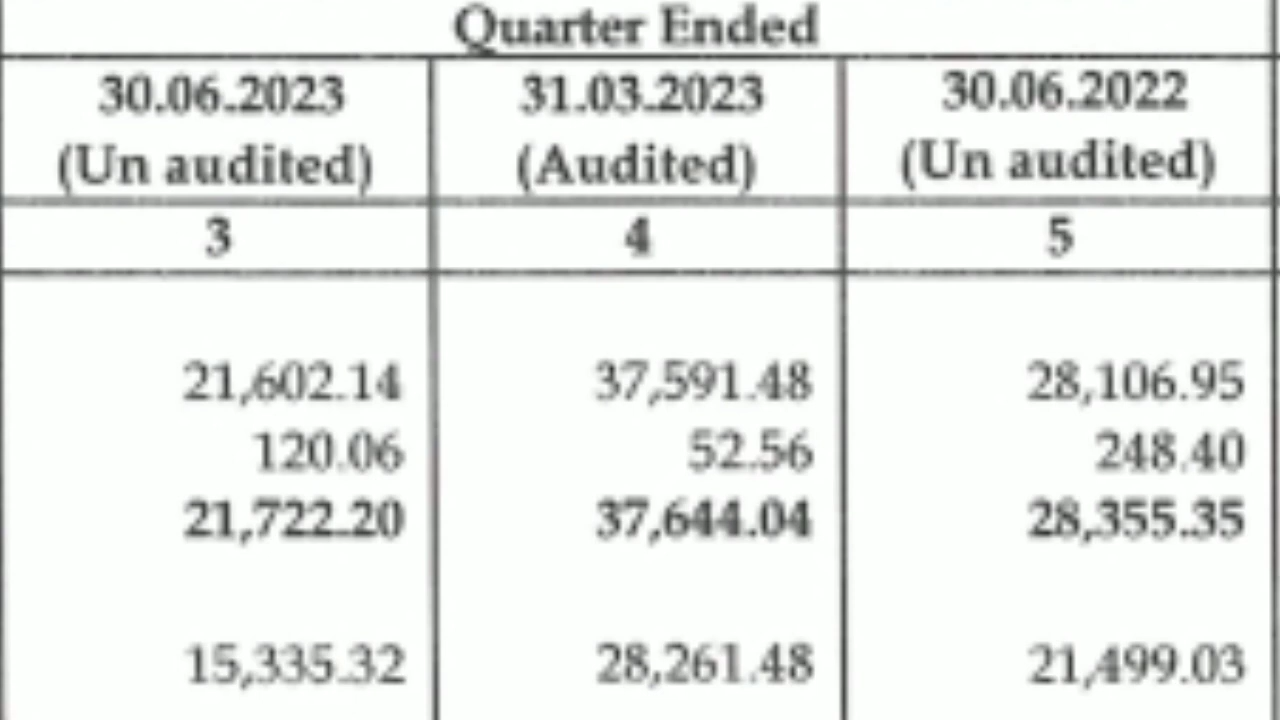 Quarter Ended
30.06.2023 31.03.2023 30.06.2022
(Un audited) (Audited) (Un audited)
3 4 5
21,602.14 37,591.48 28,106.95
120.06 52.56 248.40
21,722.20 37,644.04 28,355.35
15,335.32 28,261.48 21,499.03